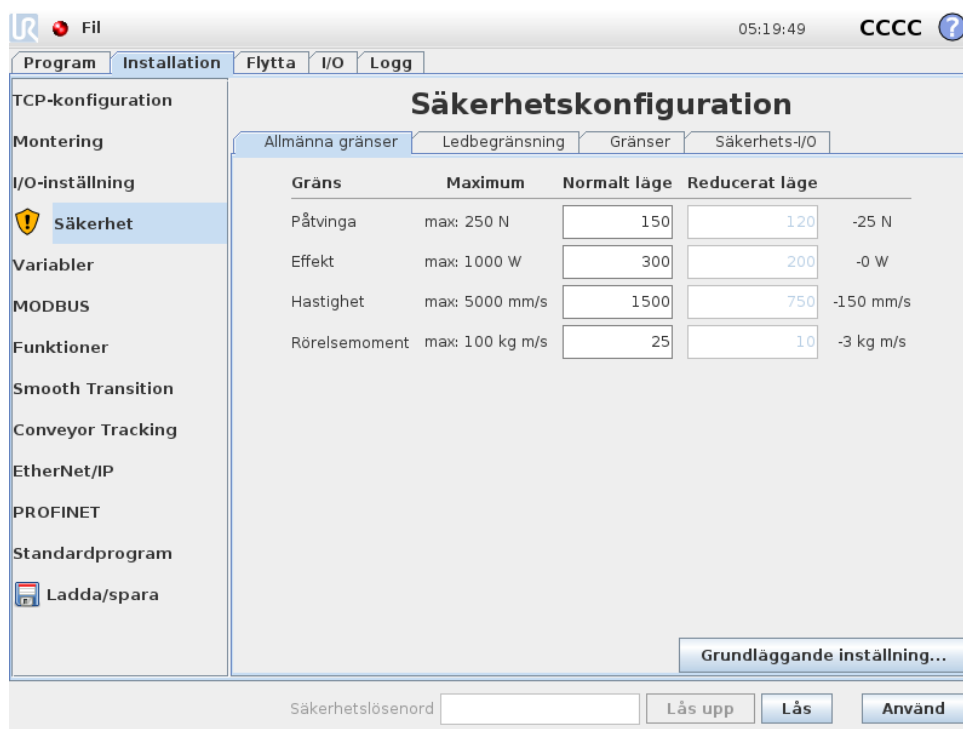 UR Fil 05:19:49 CCCC ?
Program Installation Flytta I/O Logg
TCP-konfiguration
Montering
I/O-inställning
Säkerhet
Variabler
MODBUS
Funktioner
Smooth Transition
Conveyor Tracking
EtherNet/IP
PROFINET
Standardprogram
Ladda/spara
Säkerhetskonfiguration
Allmänna gränser Ledbegränsning Gränser Säkerhets-I/O
Gräns Maximum Normalt läge Reducerat läge
Påtvinga max: 250 N 150 120 -25 N
Effekt max: 1000 W 300 200 -0 W
Hastighet max: 5000 mm/s 1500 750 -150 mm/s
Rörelsemoment max: 100 kg m/s 25 10 -3 kg m/s
Grundläggande inställning...
Säkerhetslösenord Lås upp Lås Använd